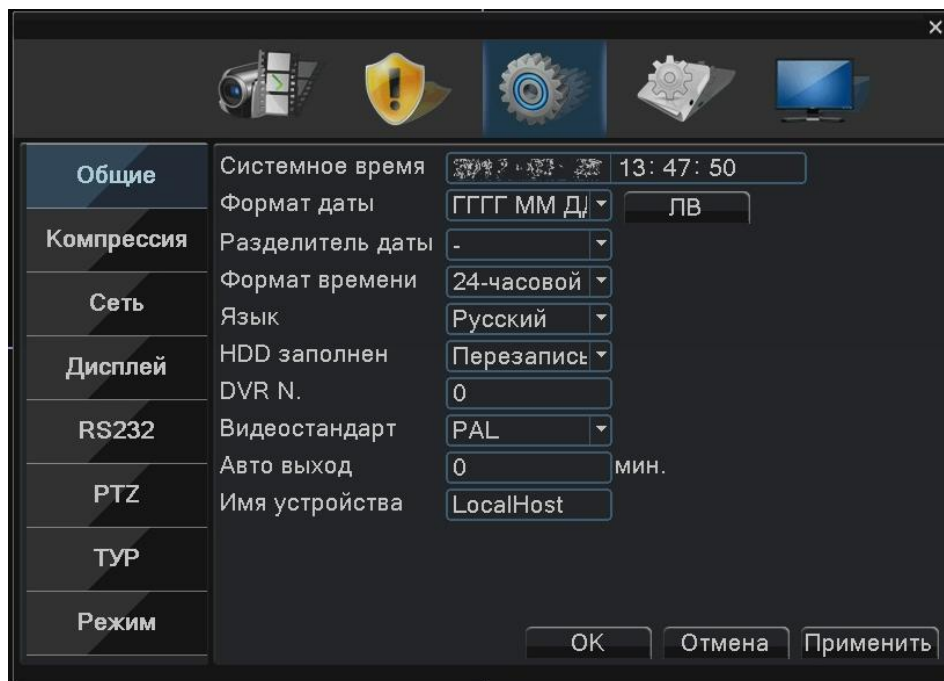 Общие
Компрессия
Сеть
Дисплей
RS232
PTZ
ТУР
Режим
Системное время 13: 47: 50
Формат даты ГГГГ ММ ДД ЛВ
Разделитель даты -
Формат времени 24-часовой
Язык Русский
HDD заполнен Перезапись
DVR N. 0
Видеостандарт PAL
Авто выход 0 мин.
Имя устройства LocalHost
OK Отмена Применить